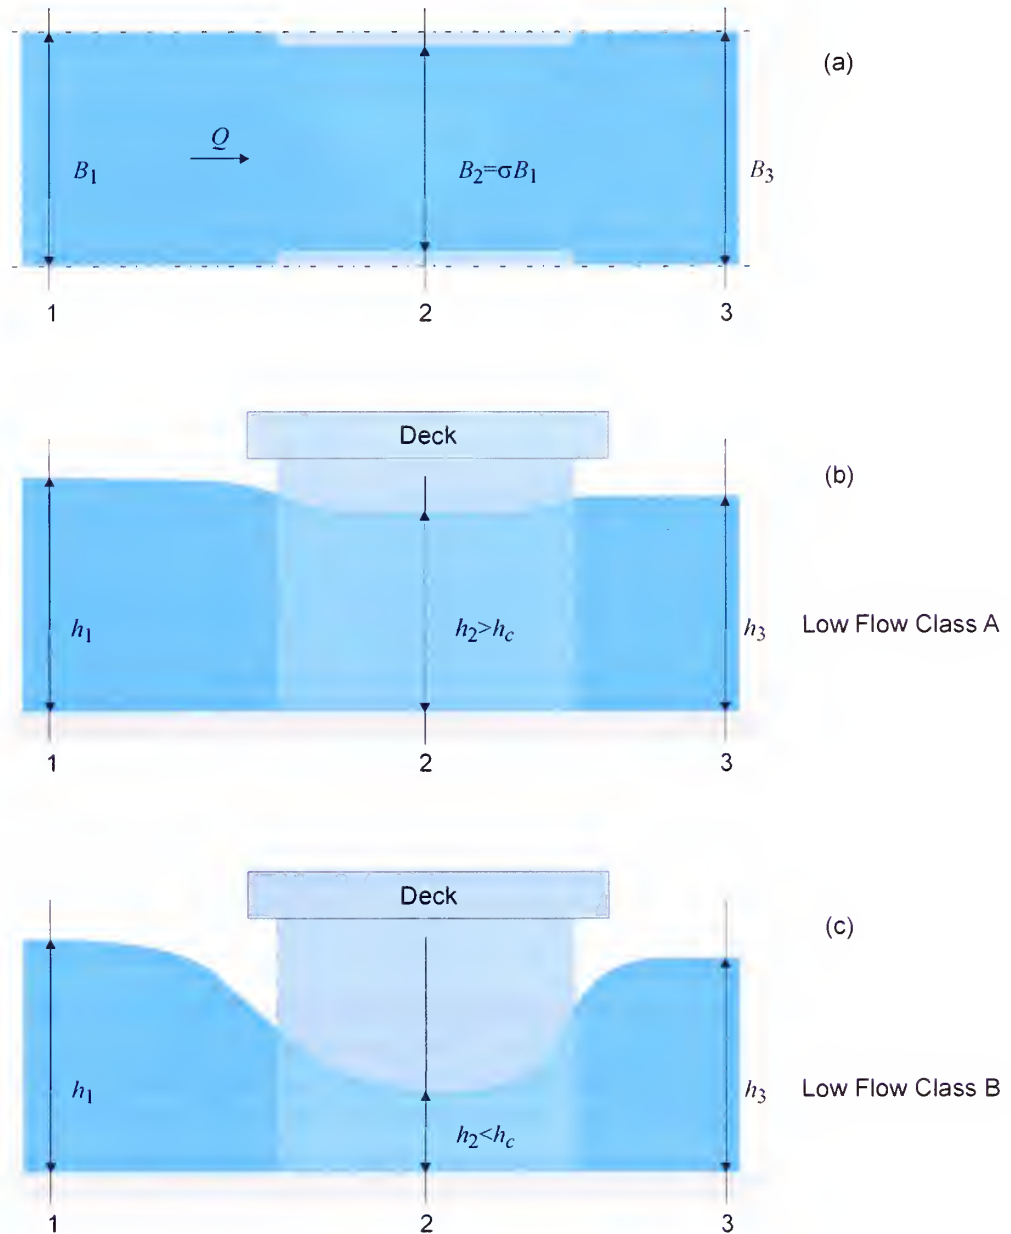 (a)
Q
B1
B2=σB1
B3
1 2 3
Deck
(b)
h1
h2>hc
h3
Low Flow Class A
1 2 3
Deck
(c)
h1
h3
Low Flow Class B
h2<hc
1 2 3